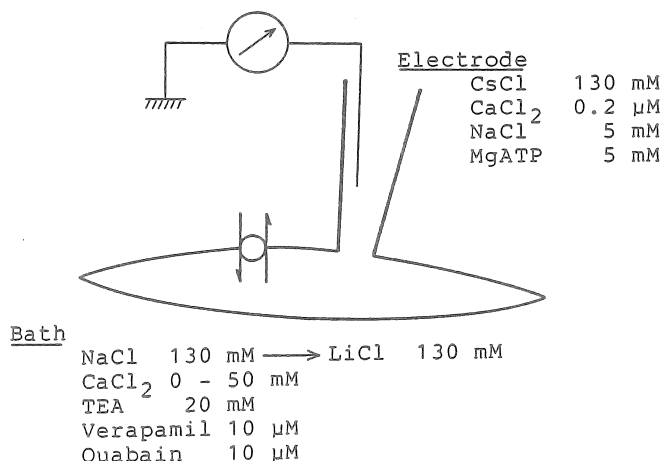 Electrode
CsCl 130 mM
CaCl2 0.2 µM
NaCl 5 mM
MgATP 5 mM
Bath
NaCl 130 mM → LiCl 130 mM
CaCl2 0 - 50 mM
TEA 20 mM
Verapamil 10 µM
Ouabain 10 µM